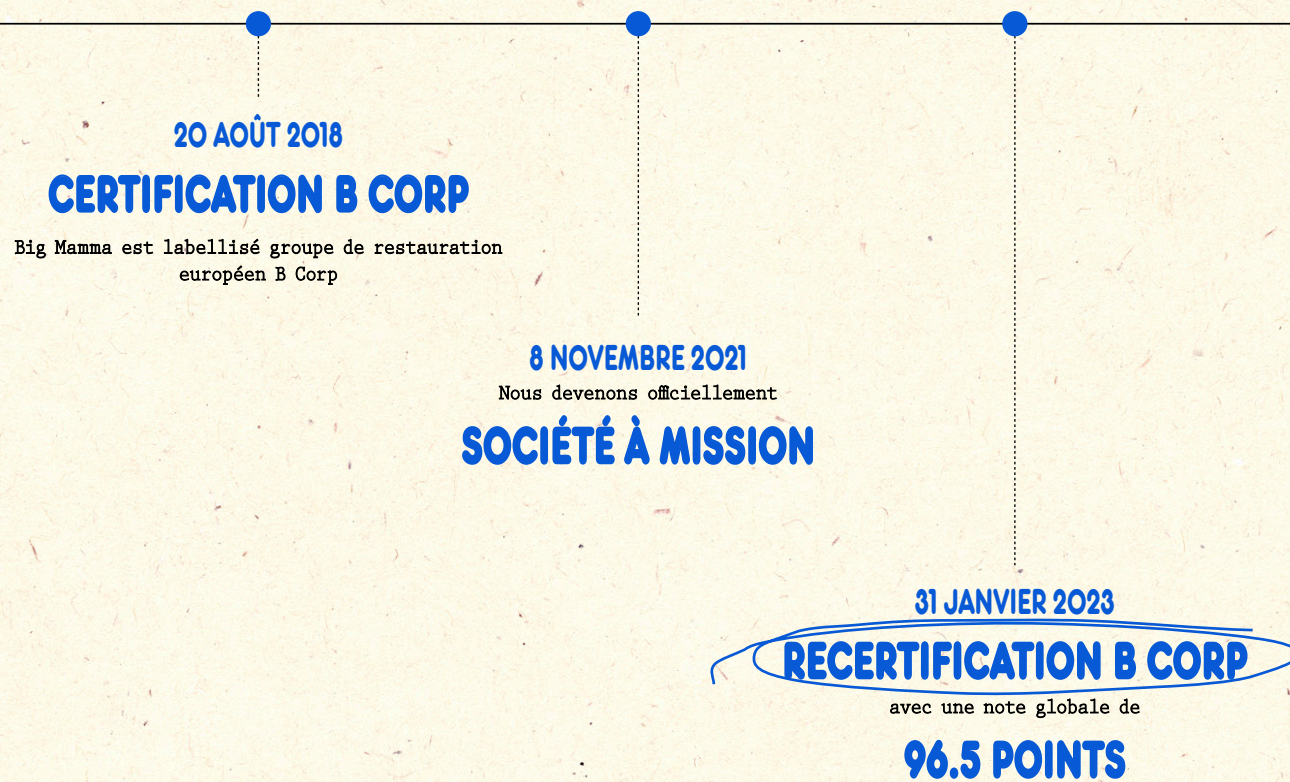 20 AOÛT 2018
CERTIFICATION B CORP
Big Mamma est labellisé groupe de restauration
européen B Corp
8 NOVEMBRE 2021
Nous devenons officiellement
SOCIÉTÉ À MISSION
31 JANVIER 2023
RECERTIFICATION B CORP
avec une note globale de
96.5 POINTS